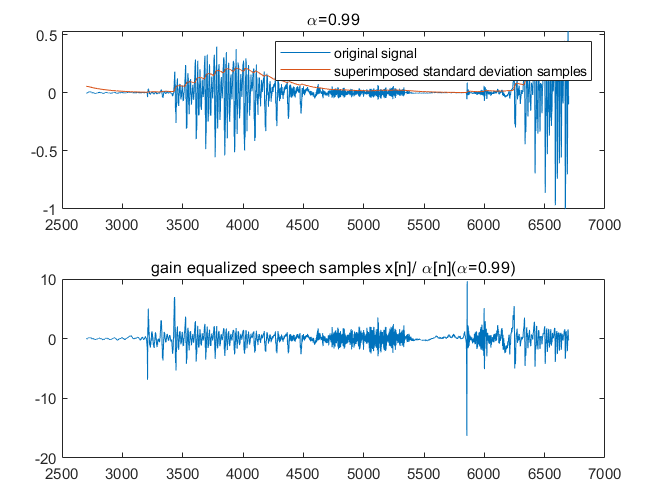 α=0.99
original signal
superimposed standard deviation samples
0.5
0
-0.5
-1
2500 3000 3500 4000 4500 5000 5500 6000 6500 7000
gain equalized speech samples x[n]/ α[n](α=0.99)
10
0
-10
-20
2500 3000 3500 4000 4500 5000 5500 6000 6500 7000